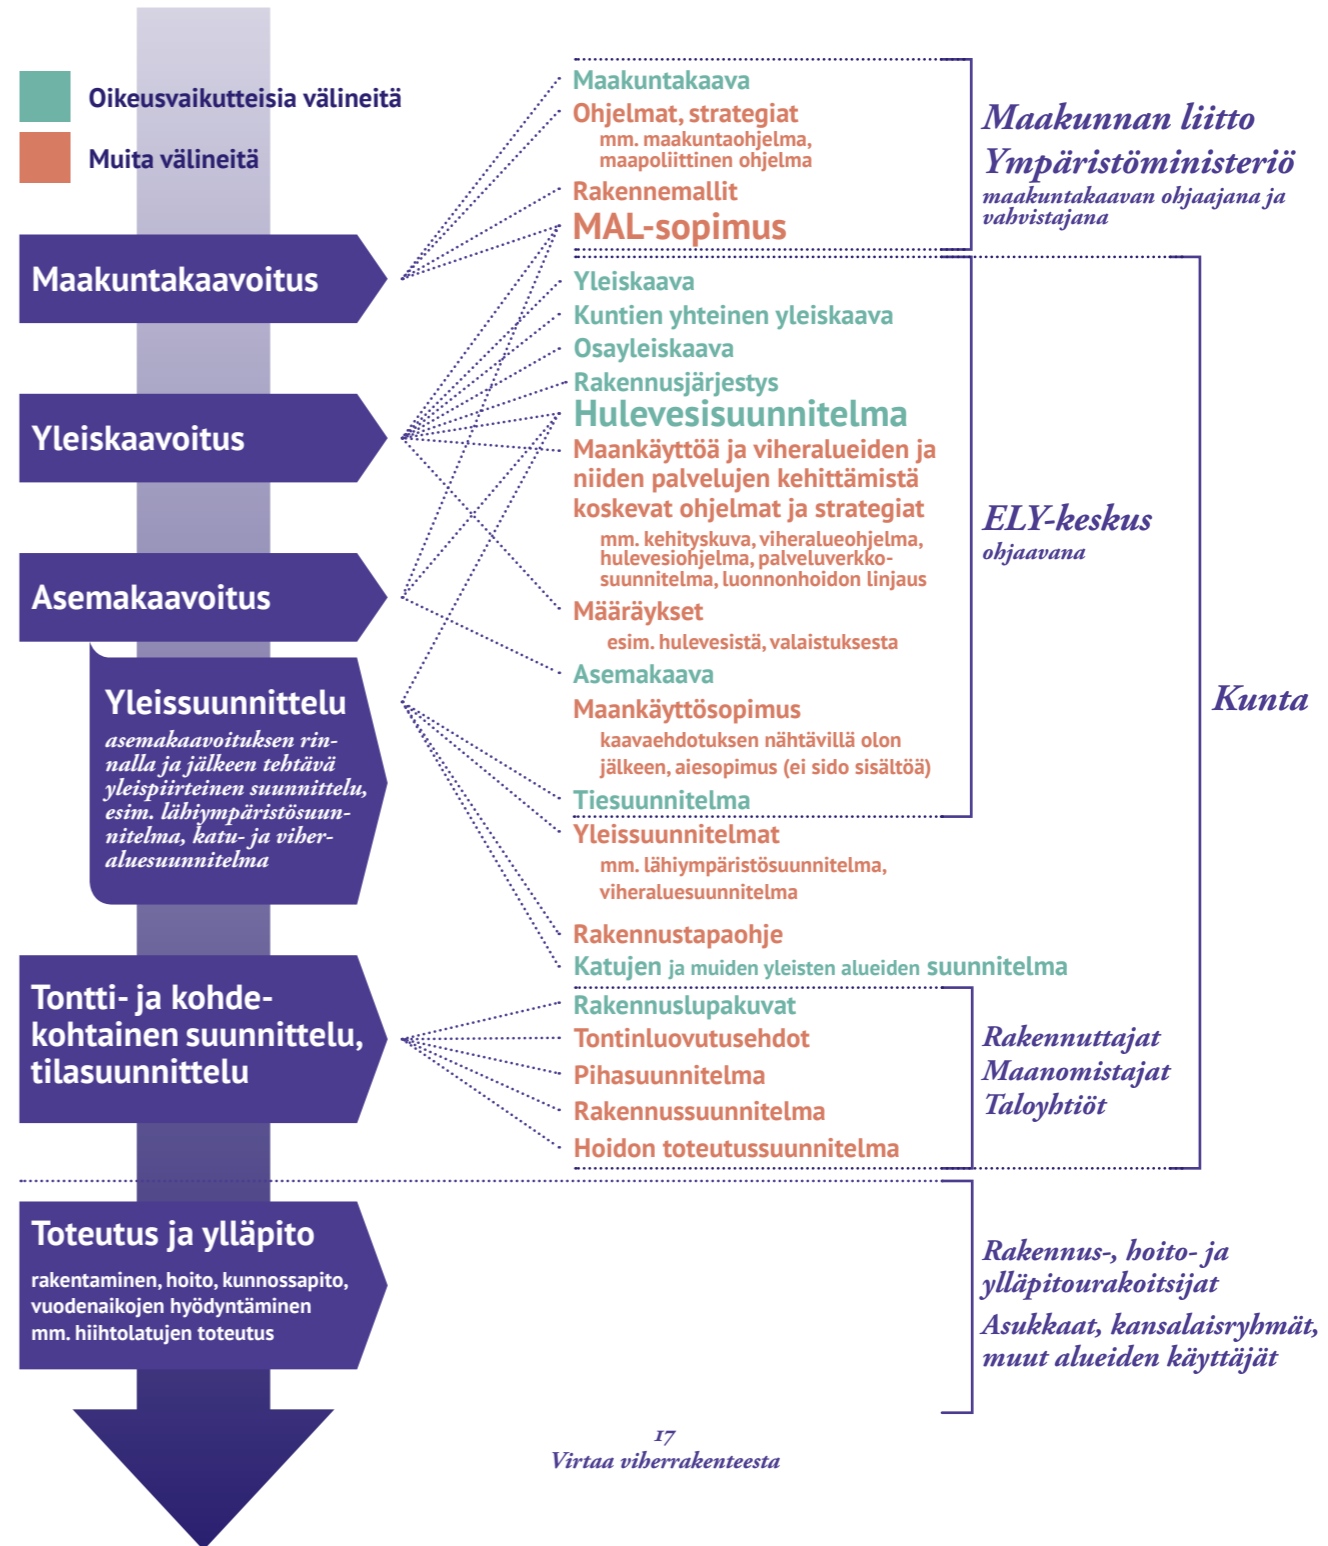 Oikeusvaikutteisia välineitä
Muita välineitä
Maakuntakaavoitus
Yleiskaavoitus
Asemakaavoitus
Yleissuunnittelu
asemakaavoituksen rin-
nalla ja jälkeen tehtävä
yleispiirteinen suunnittelu,
esim. lähiympäristösuun-
nitelma, katu- ja viher-
aluesuunnitelma
Tontti- ja kohde-
kohtainen suunnittelu,
tilasuunnittelu
Toteutus ja ylläpito
rakentaminen, hoito, kunnossapito,
vuodenaikojen hyödyntäminen
mm. hiihtolatujen toteutus
Maakuntakaava
Ohjelmat, strategiat
mm. maakuntaohjelma,
maapoliittinen ohjelma
Rakennemallit
MAL-sopimus
Yleiskaava
Kuntien yhteinen yleiskaava
Osayleiskaava
Rakennusjärjestys
Hulevesisuunnitelma
Maankäyttöä ja viheralueiden ja
niiden palvelujen kehittämistä
koskevat ohjelmat ja strategiat
mm. kehityskuva, viheralueohjelma,
hulevesiohjelma, palveluverkko-
suunnitelma, luonnonhoidon linjaus
Määräykset
esim. hulevesistä, valaistuksesta
Asemakaava
Maankäyttösopimus
kaavaehdotuksen nähtävillä olon
jälkeen, aiesopimus (ei sido sisältöä)
Tiesuunnitelma
Yleissuunnitelmat
mm. lähiympäristösuunnitelma,
viheraluesuunnitelma
Rakennustapaohje
Katujen ja muiden yleisten alueiden suunnitelma
Rakennuslupakuvat
Tontinluovutusehdot
Pihasuunnitelma
Rakennussuunnitelma
Hoidon toteutussuunnitelma
Maakunnan liitto
Ympäristöministeriö
maakuntakaavan ohjaajana ja
vahvistajana
ELY-keskus
ohjaavana
Kunta
Rakennuttajat
Maanomistajat
Taloyhtiöt
Rakennus-, hoito- ja
ylläpitourakoitsijat
Asukkaat, kansalaisryhmät,
muut alueiden käyttäjät
17
Virtaa viherrakenteesta